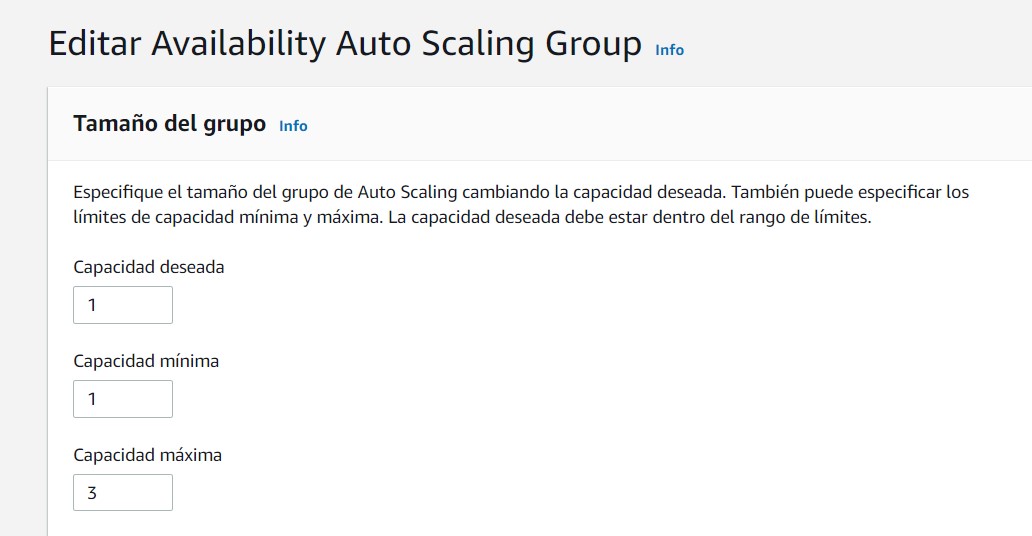 Editar Availability Auto Scaling Group Info
Tamaño del grupo Info
Especifique el tamaño del grupo de Auto Scaling cambiando la capacidad deseada. También puede especificar los
límites de capacidad mínima y máxima. La capacidad deseada debe estar dentro del rango de límites.
Capacidad deseada
1
Capacidad mínima
1
Capacidad máxima
3